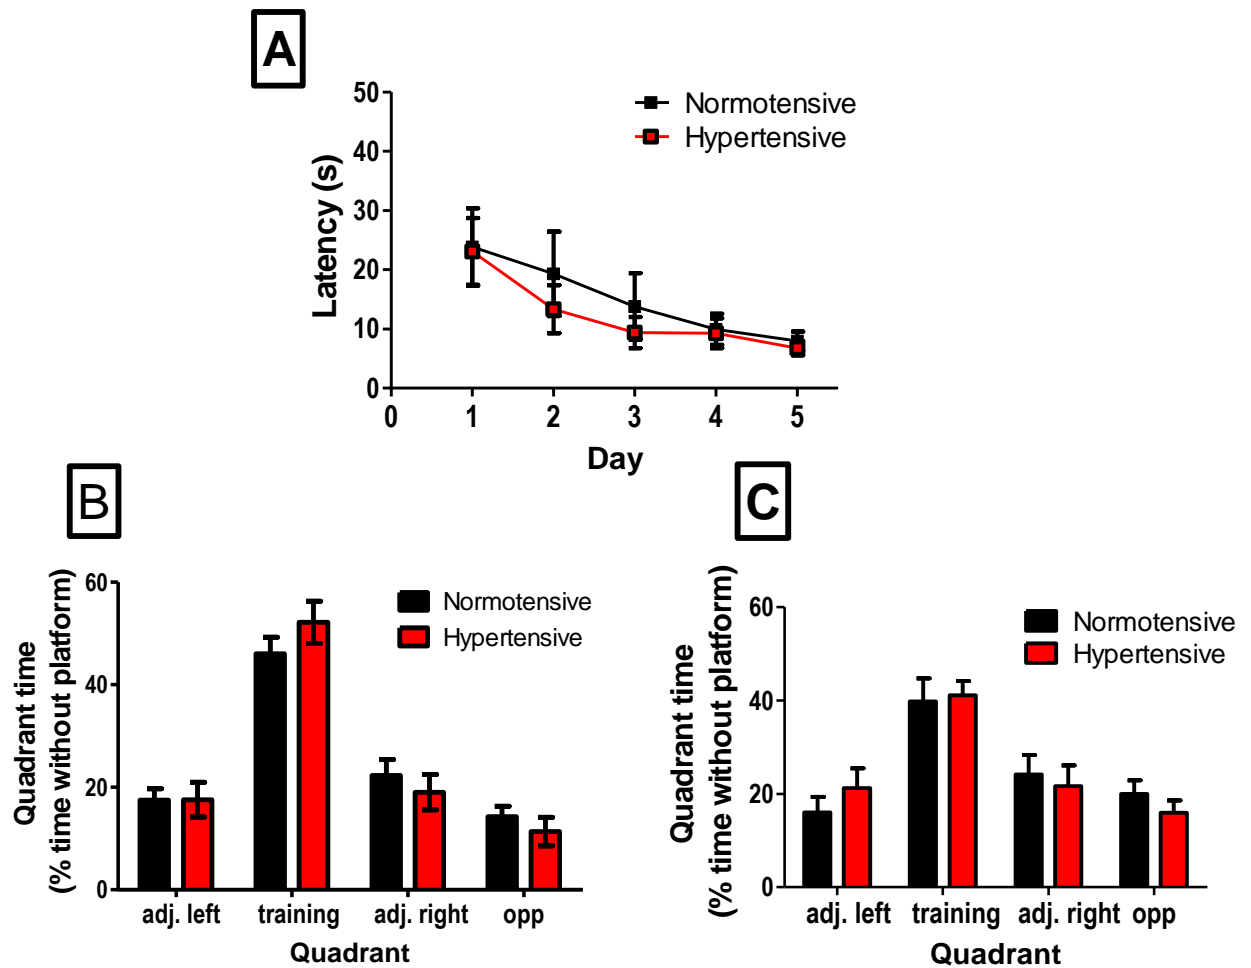 A
50
40
30
20
10
0
Latency (s)
Normotensive
Hypertensive
0 1 2 3 4 5
Day
B
60
40
20
0
Quadrant time
(% time without platform)
Normotensive
Hypertensive
adj. left training adj. right opp
Quadrant
C
60
40
20
0
Quadrant time
(% time without platform)
Normotensive
Hypertensive
adj. left training adj. right opp
Quadrant